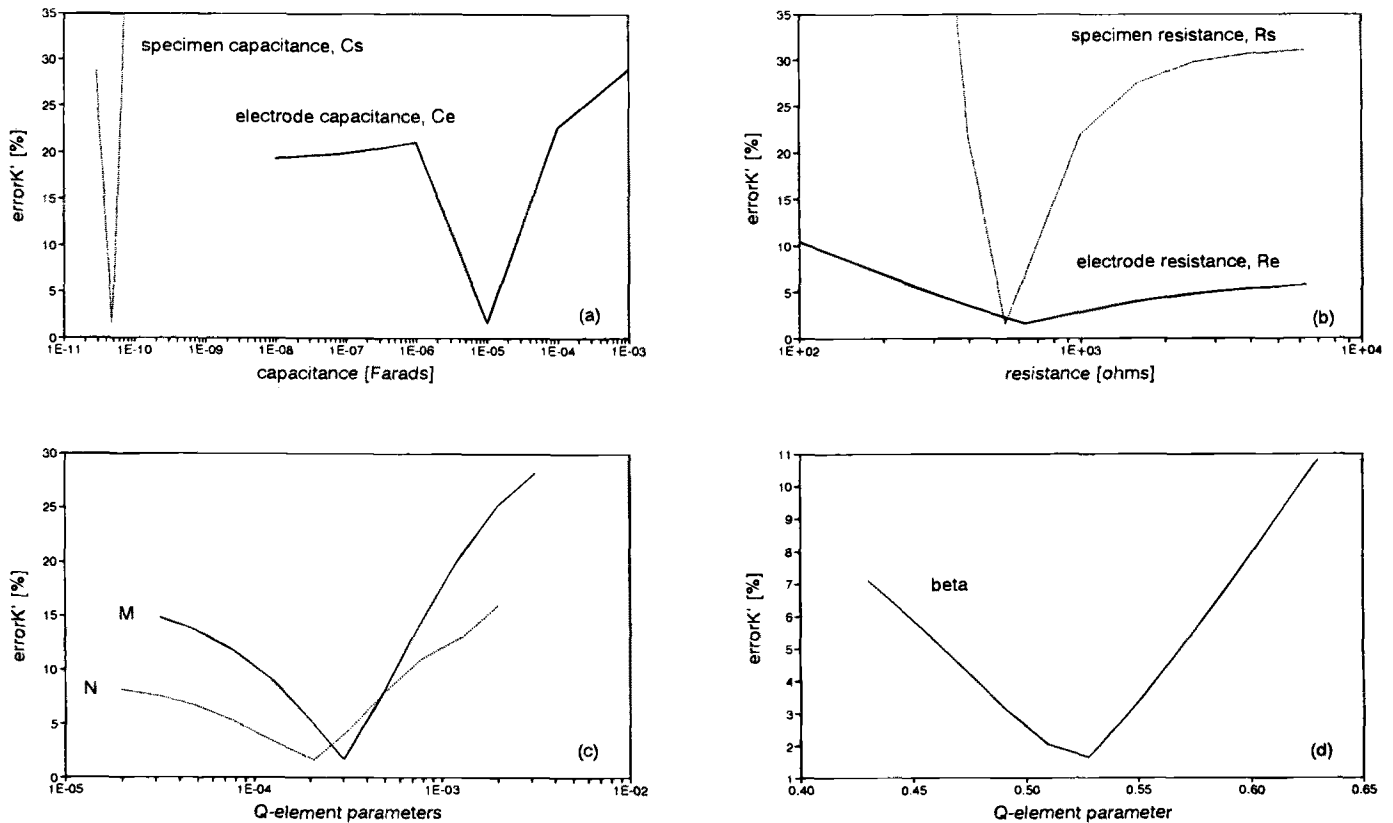 35
30
25
20
15
10
5
0
errorK' [%]
specimen capacitance, Cs
electrode capacitance, Ce
(a)
1E-11 1E-10 1E-09 1E-08 1E-07 1E-06 1E-05 1E-04 1E-03
capacitance [Farads]
35
30
25
20
15
10
5
0
errorK' [%]
specimen resistance, Rs
electrode resistance, Re
(b)
1E+02 1E+03 1E+04
resistance [ohms]
30
25
20
15
10
5
0
errorK' [%]
M
N
(c)
1E-05 1E-04 1E-03 1E-02
Q-element parameters
11
10
9
8
7
6
5
4
3
2
1
errorK' [%]
beta
(d)
0.40 0.45 0.50 0.55 0.60 0.65
Q-element parameter